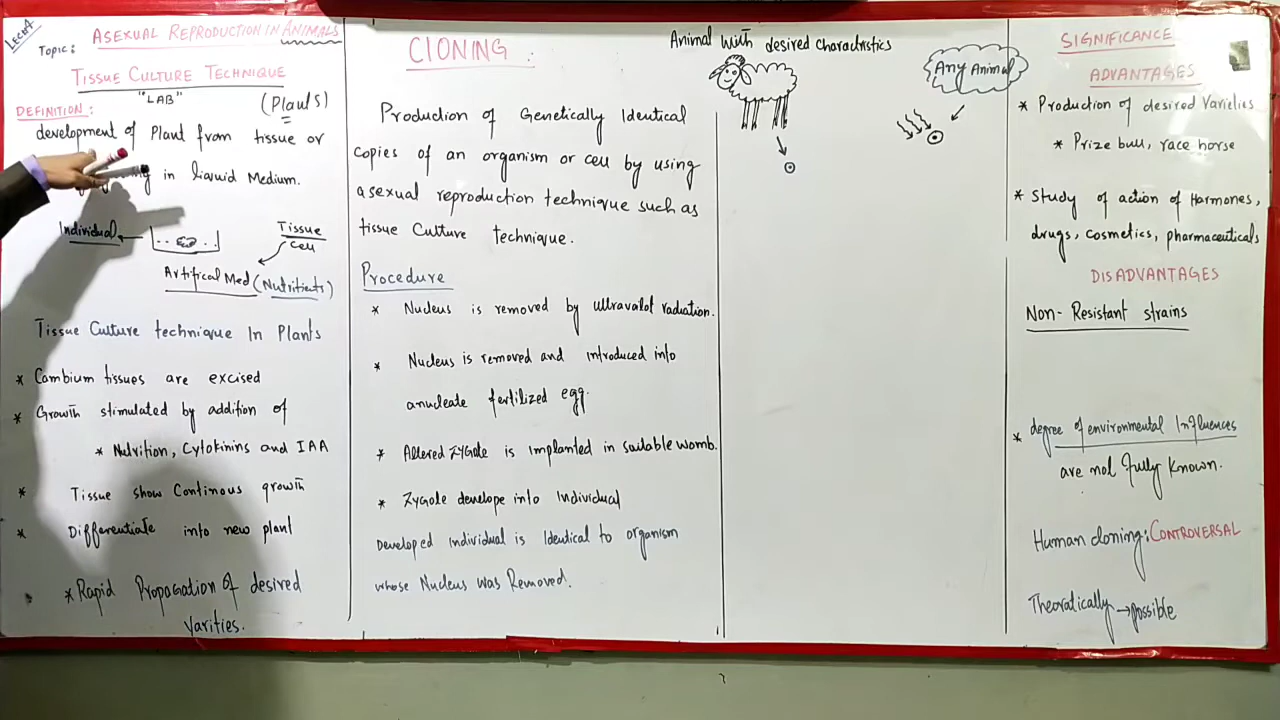 Lec#4
Topic: ASEXUAL REPRODUCTION IN ANIMALS
TISSUE CULTURE TECHNIQUE
"LAB"
(Plants)
DEFINITION:
development of Plant from tissue or
in liquid Medium.
Individual
Tissue
Cell
Artifical Med (Nutritients)
Tissue Culture technique In Plants
* Cambium tissues are excised
* Growth stimulated by addition of
* Nutrition, Cytokinins and IAA
* Tissue show Continous growth
* Differentiate into new plant
* Rapid Propogation of desired
Varities.
CLONING:
Production of Genetically Identical
copies of an organism or cell by using
asexual reproduction technique such as
tissue Culture technique.
Procedure
* Nucleus is removed by ultravailot radiation.
* Nucleus is removed and introduced into
anucleate fertilized egg.
* Altered Zygote is implanted in suitable womb.
* Zygote develope into Individual
Developed individual is Identical to organism
whose Nucleus was Removed.
Animal with desired charactristics
Any Animal
SIGNIFICANCE
ADVANTAGES
* Production of desired Varielies
* Prize bull, race horse
* Study of action of Hormones,
drugs, cosmetics, pharmaceuticals
DISADVANTAGES
Non-Resistant strains
* degree of environmental Influences
are not Fully Known.
Human cloning: CONTROVERSAL
Theoratically → possible